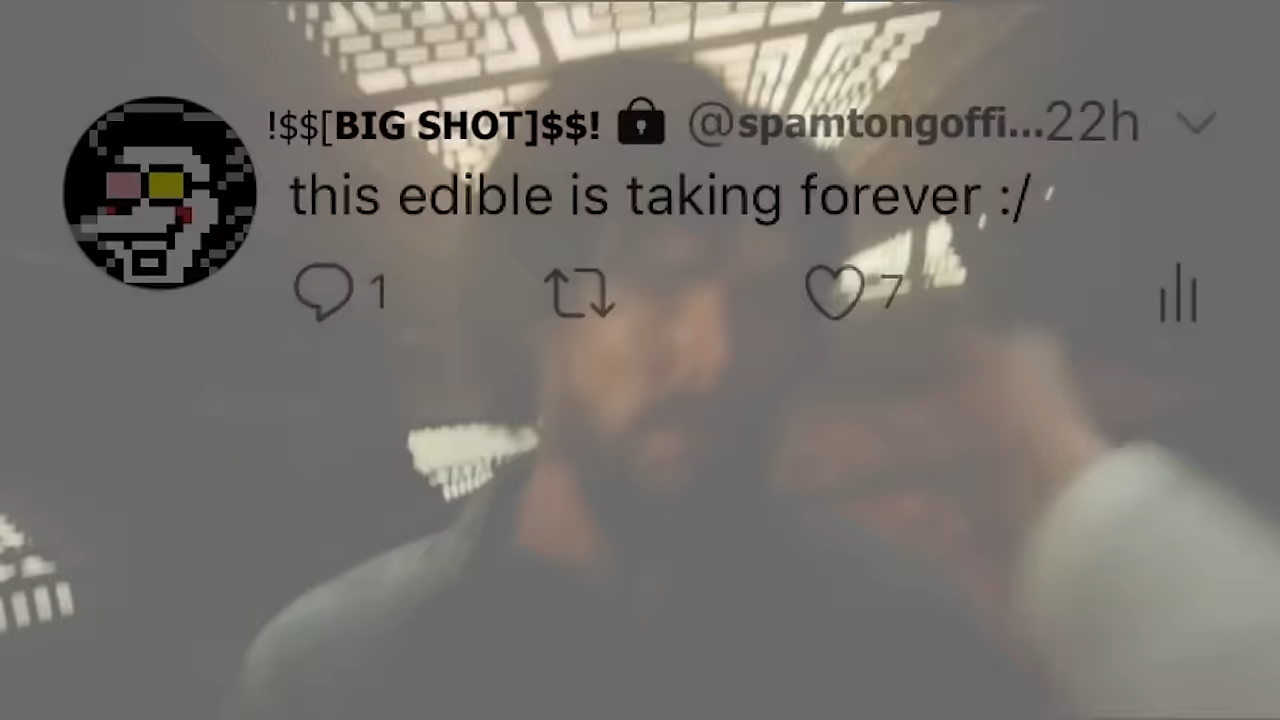 !$$[BIG SHOT]$$! 🔒 @spamtongoffi...22h
this edible is taking forever :/
1 7